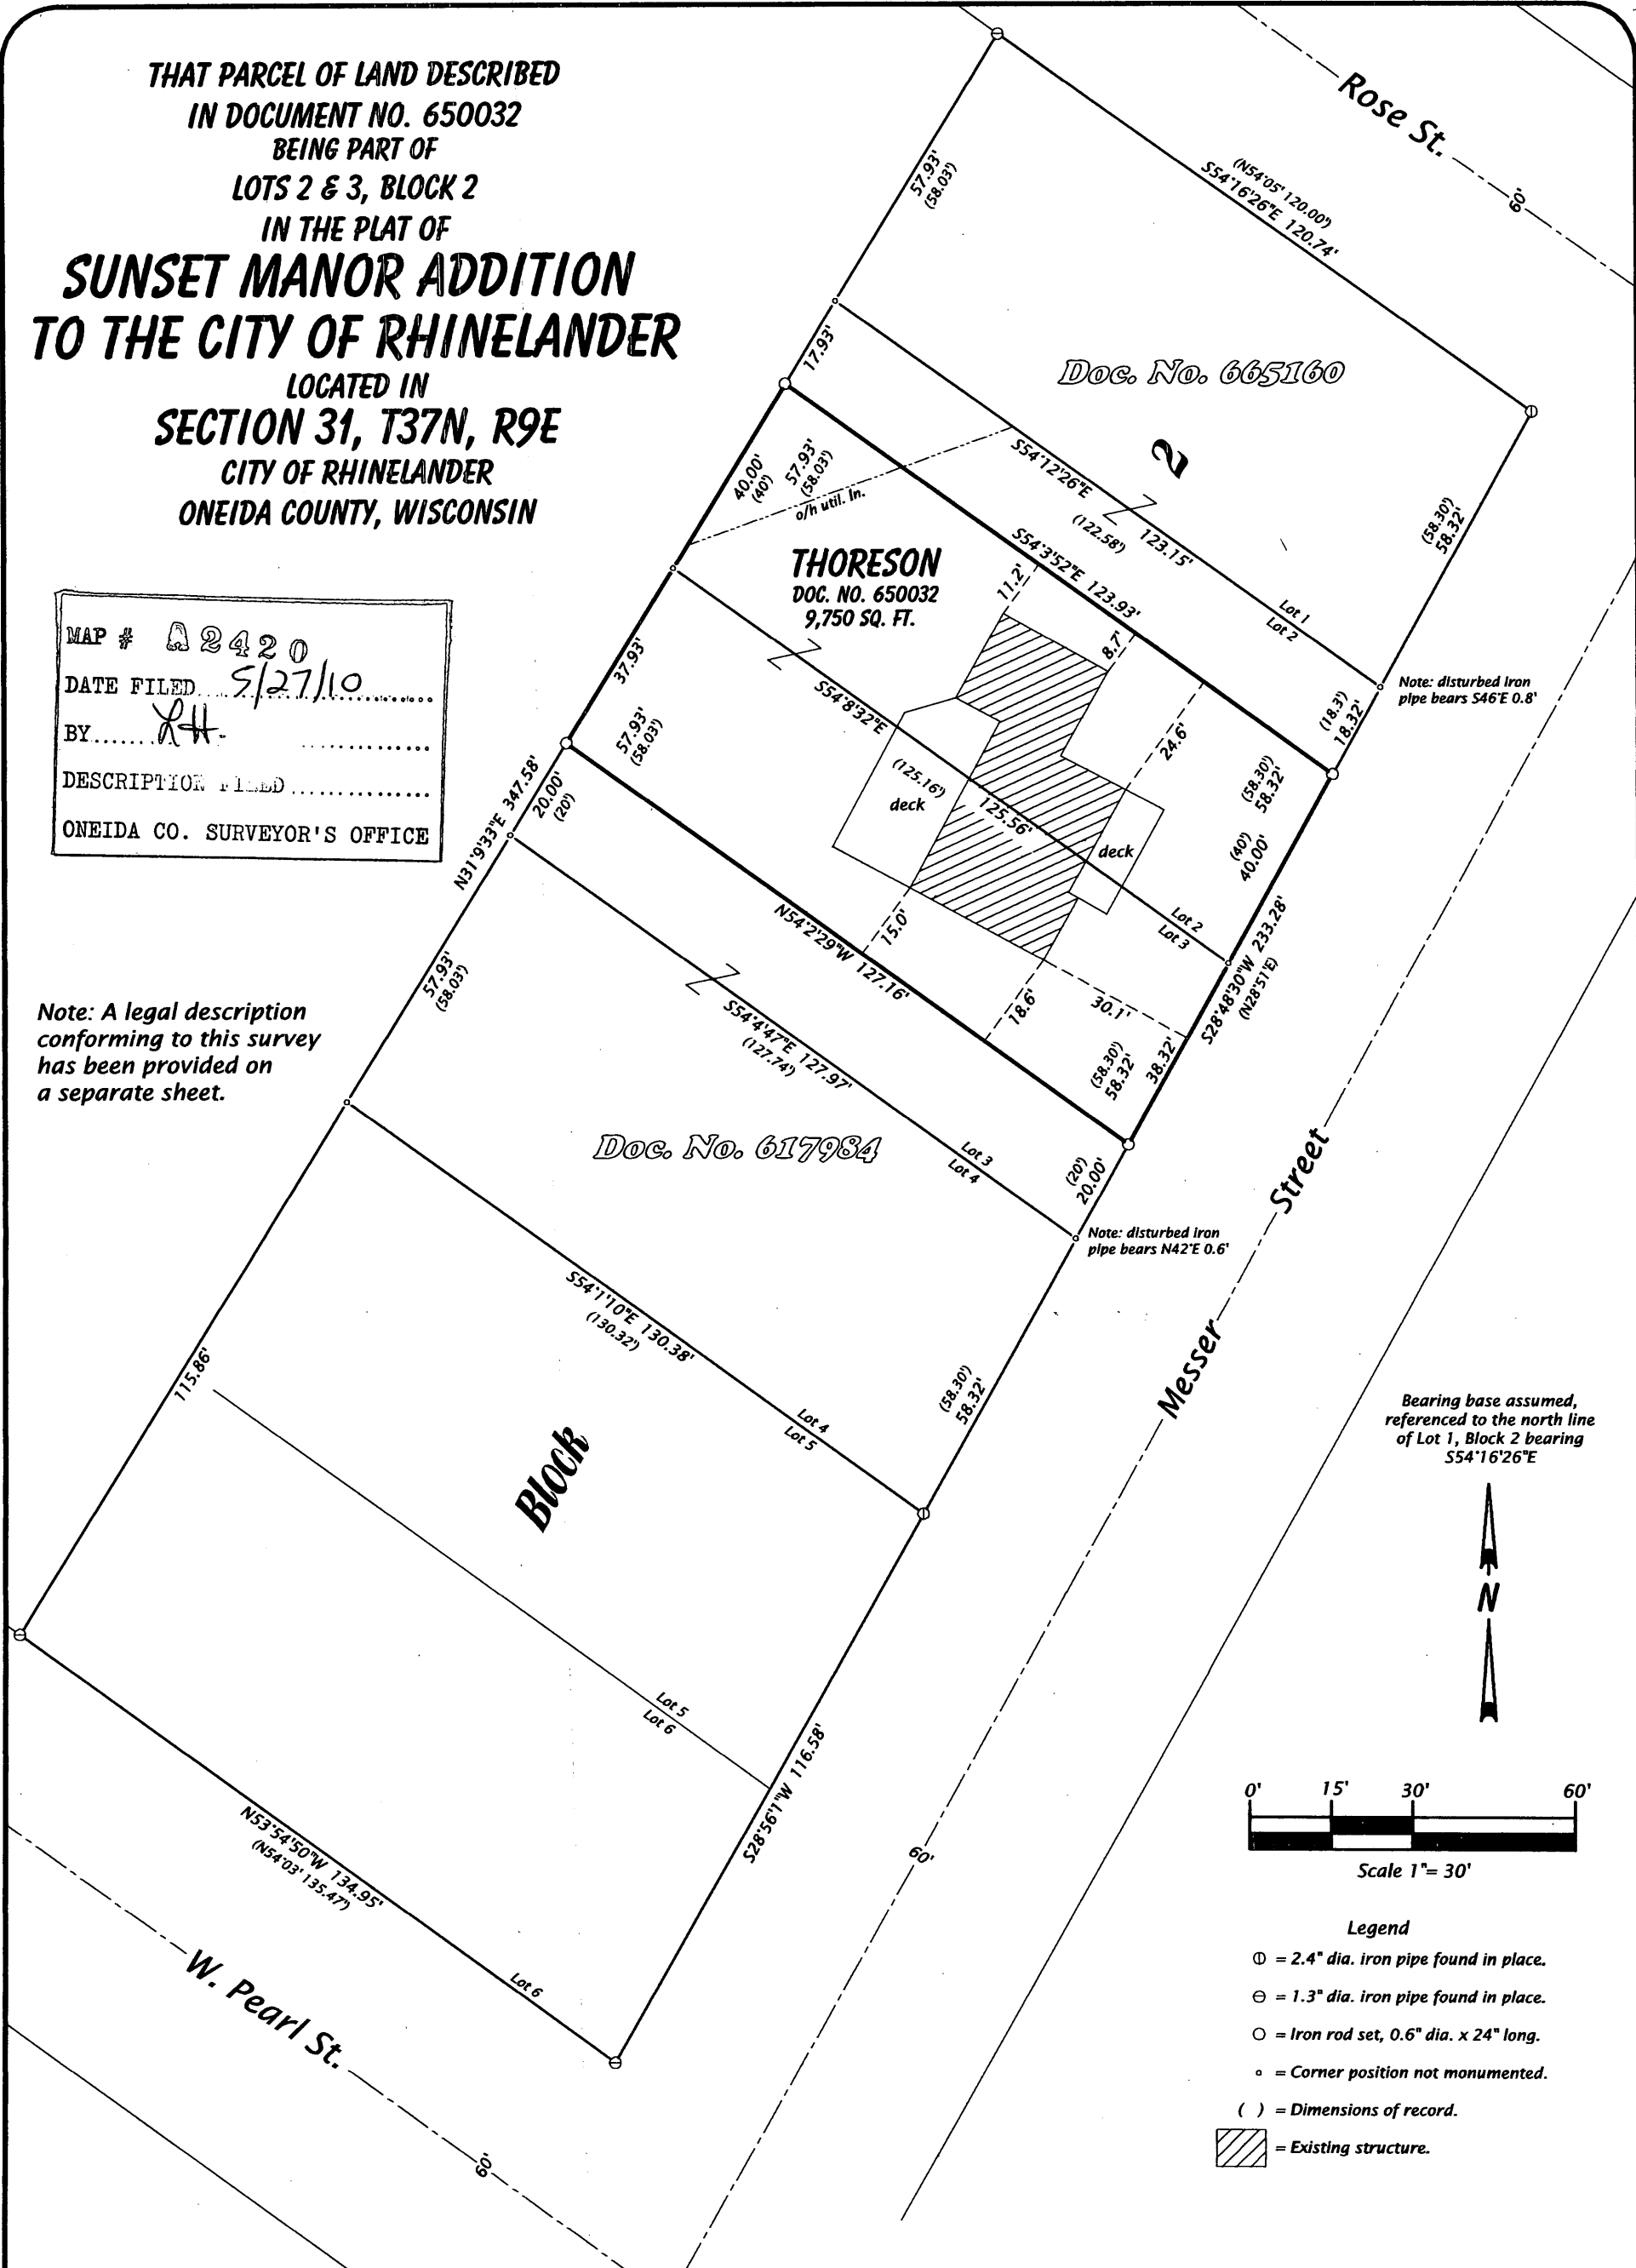 THAT PARCEL OF LAND DESCRIBED
IN DOCUMENT NO. 650032
BEING PART OF
LOTS 2 & 3, BLOCK 2
IN THE PLAT OF
SUNSET MANOR ADDITION
TO THE CITY OF RHINELANDER
LOCATED IN
SECTION 31, T37N, R9E
CITY OF RHINELANDER
ONEIDA COUNTY, WISCONSIN
MAP # A2420
DATE FILED....5/27/10........
BY.......LH. .............
DESCRIPTION FILED...............
ONEIDA CO. SURVEYOR'S OFFICE
Note: A legal description
conforming to this survey
has been provided on
a separate sheet.
Rose St.
60'
(N54°05' 120.00')
S54°16'26"E 120.74'
57.93'
(58.03')
17.93'
Doc. No. 665160
2
S54°12'26"E 123.15'
(122.58')
Lot 1
Lot 2
(58.30')
58.32'
Note: disturbed iron
pipe bears S46°E 0.8'
(18.3')
18.32'
40.00'
(40')
57.93'
(58.03')
o/h util. ln.
THORESON
DOC. NO. 650032
9,750 SQ. FT.
S54°3'52"E 123.93'
11.2'
8.7'
24.6'
(58.30')
58.32'
(40')
40.00'
37.93'
S54°8'32"E
(125.16')
125.56'
deck
deck
Lot 2
Lot 3
S28°48'30"W 233.28'
(N28°51'E)
57.93'
(58.03')
N31°9'33"E 347.58'
20.00'
(20')
N54°2'29"W 127.16'
15.0'
18.6'
30.1'
(58.30')
58.32'
38.32'
57.93'
(58.03')
S54°4'47"E 127.97'
(127.74')
Lot 3
Lot 4
(20')
20.00'
Note: disturbed iron
pipe bears N42°E 0.6'
Doc. No. 617984
Messer Street
S54°1'10"E 130.38'
(130.32')
Lot 4
Lot 5
(58.30')
58.32'
115.86'
Block
Lot 5
Lot 6
S28°56'1"W 116.58'
60'
N53°54'50"W 134.95'
(N54°03' 135.47')
Lot 6
W. Pearl St.
60'
Bearing base assumed,
referenced to the north line
of Lot 1, Block 2 bearing
S54°16'26"E
N
0' 15' 30' 60'
Scale 1"= 30'
Legend
= 2.4" dia. iron pipe found in place.
= 1.3" dia. iron pipe found in place.
= Iron rod set, 0.6" dia. x 24" long.
= Corner position not monumented.
( ) = Dimensions of record.
= Existing structure.